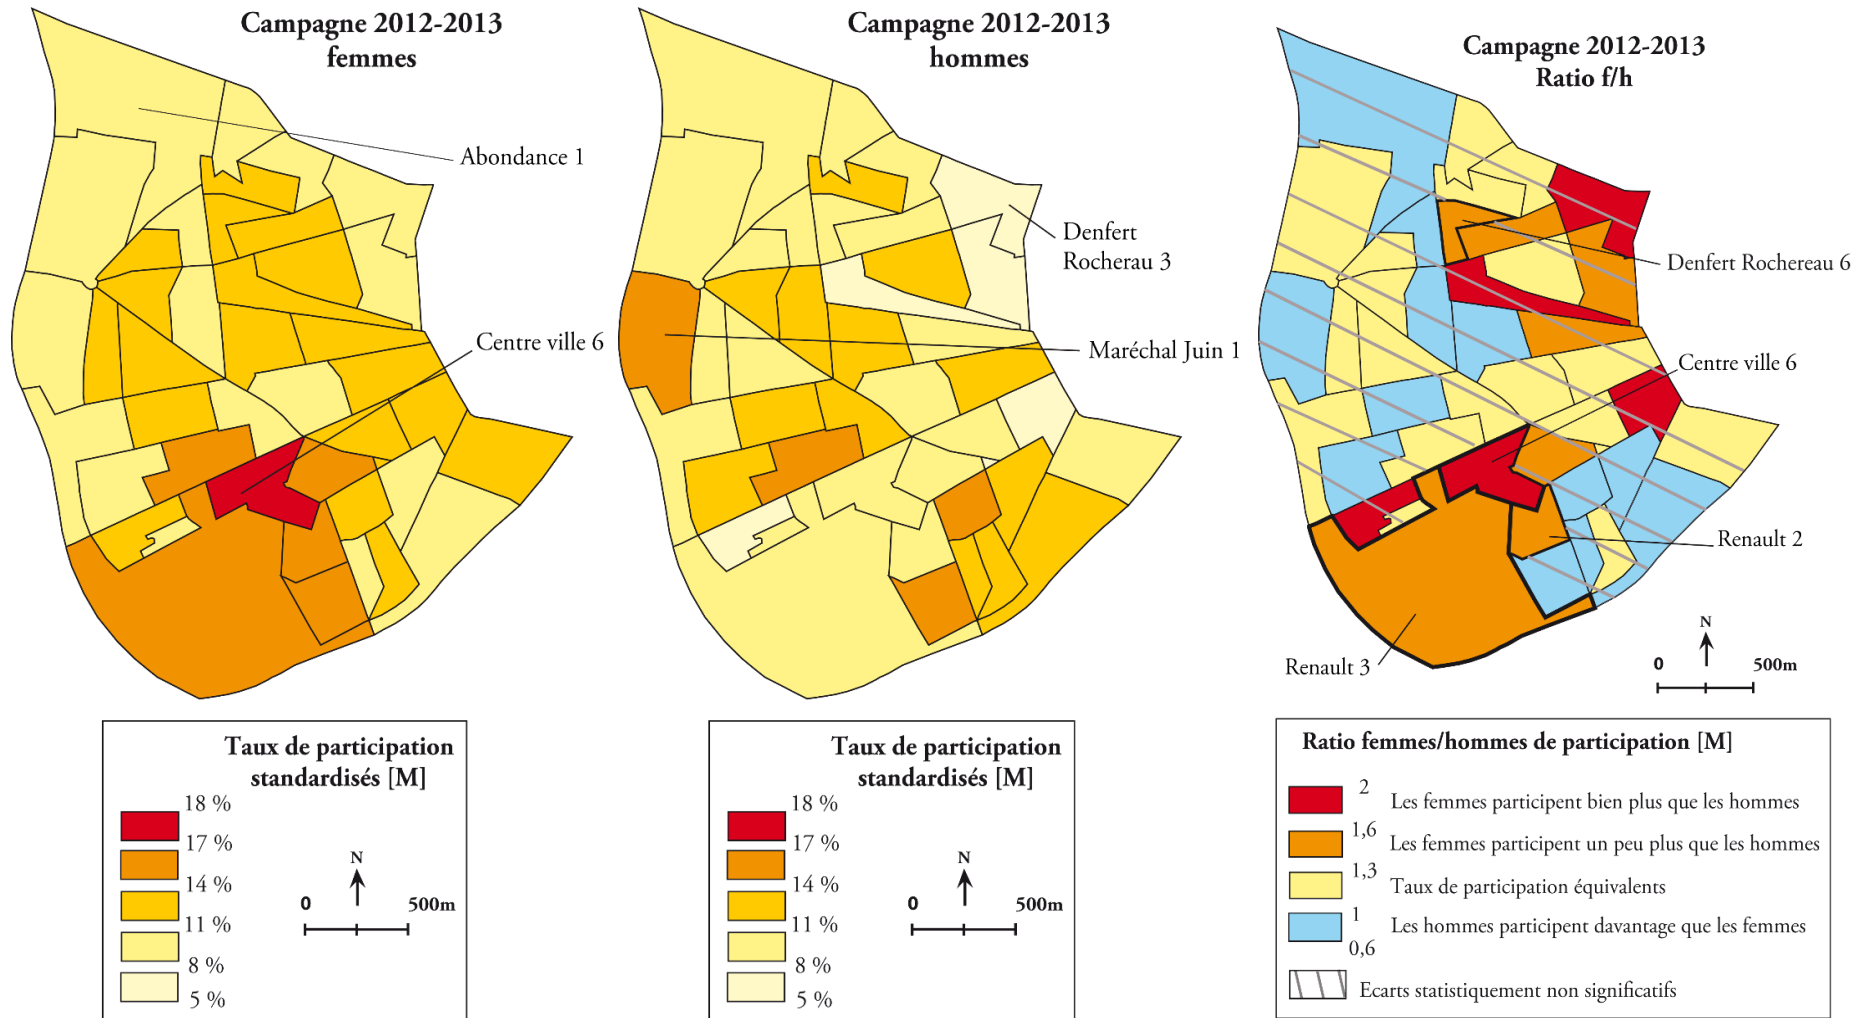 Campagne 2012-2013
femmes
Abondance 1
Centre ville 6
Taux de participation
standardisés [M]
18 %
17 %
14 %
11 %
8 %
5 %
N
0 500m
Campagne 2012-2013
hommes
Denfert
Rocherau 3
Maréchal Juin 1
Taux de participation
standardisés [M]
18 %
17 %
14 %
11 %
8 %
5 %
N
0 500m
Campagne 2012-2013
Ratio f/h
Denfert Rochereau 6
Centre ville 6
Renault 2
Renault 3
N
0 500m
Ratio femmes/hommes de participation [M]
2
Les femmes participent bien plus que les hommes
1,6
Les femmes participent un peu plus que les hommes
1,3
Taux de participation équivalents
1
Les hommes participent davantage que les femmes
0,6
Ecarts statistiquement non significatifs